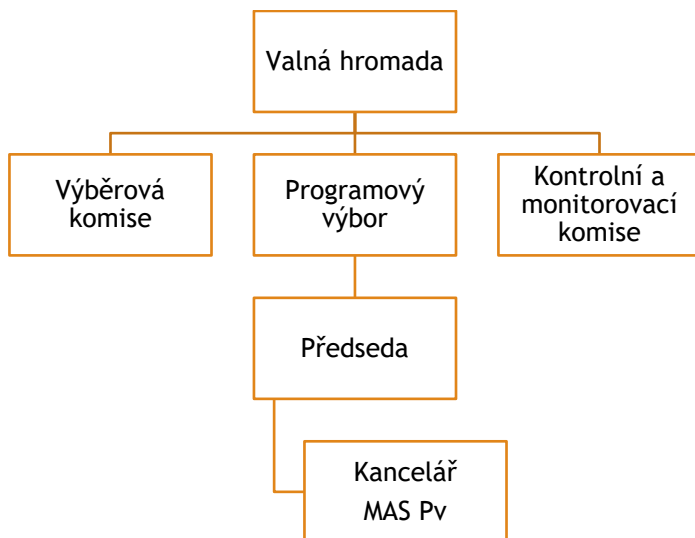 Valná hromada
Výběrová
komise
Programový
výbor
Kontrolní a
monitorovací
komise
Předseda
Kancelář
MAS Pv